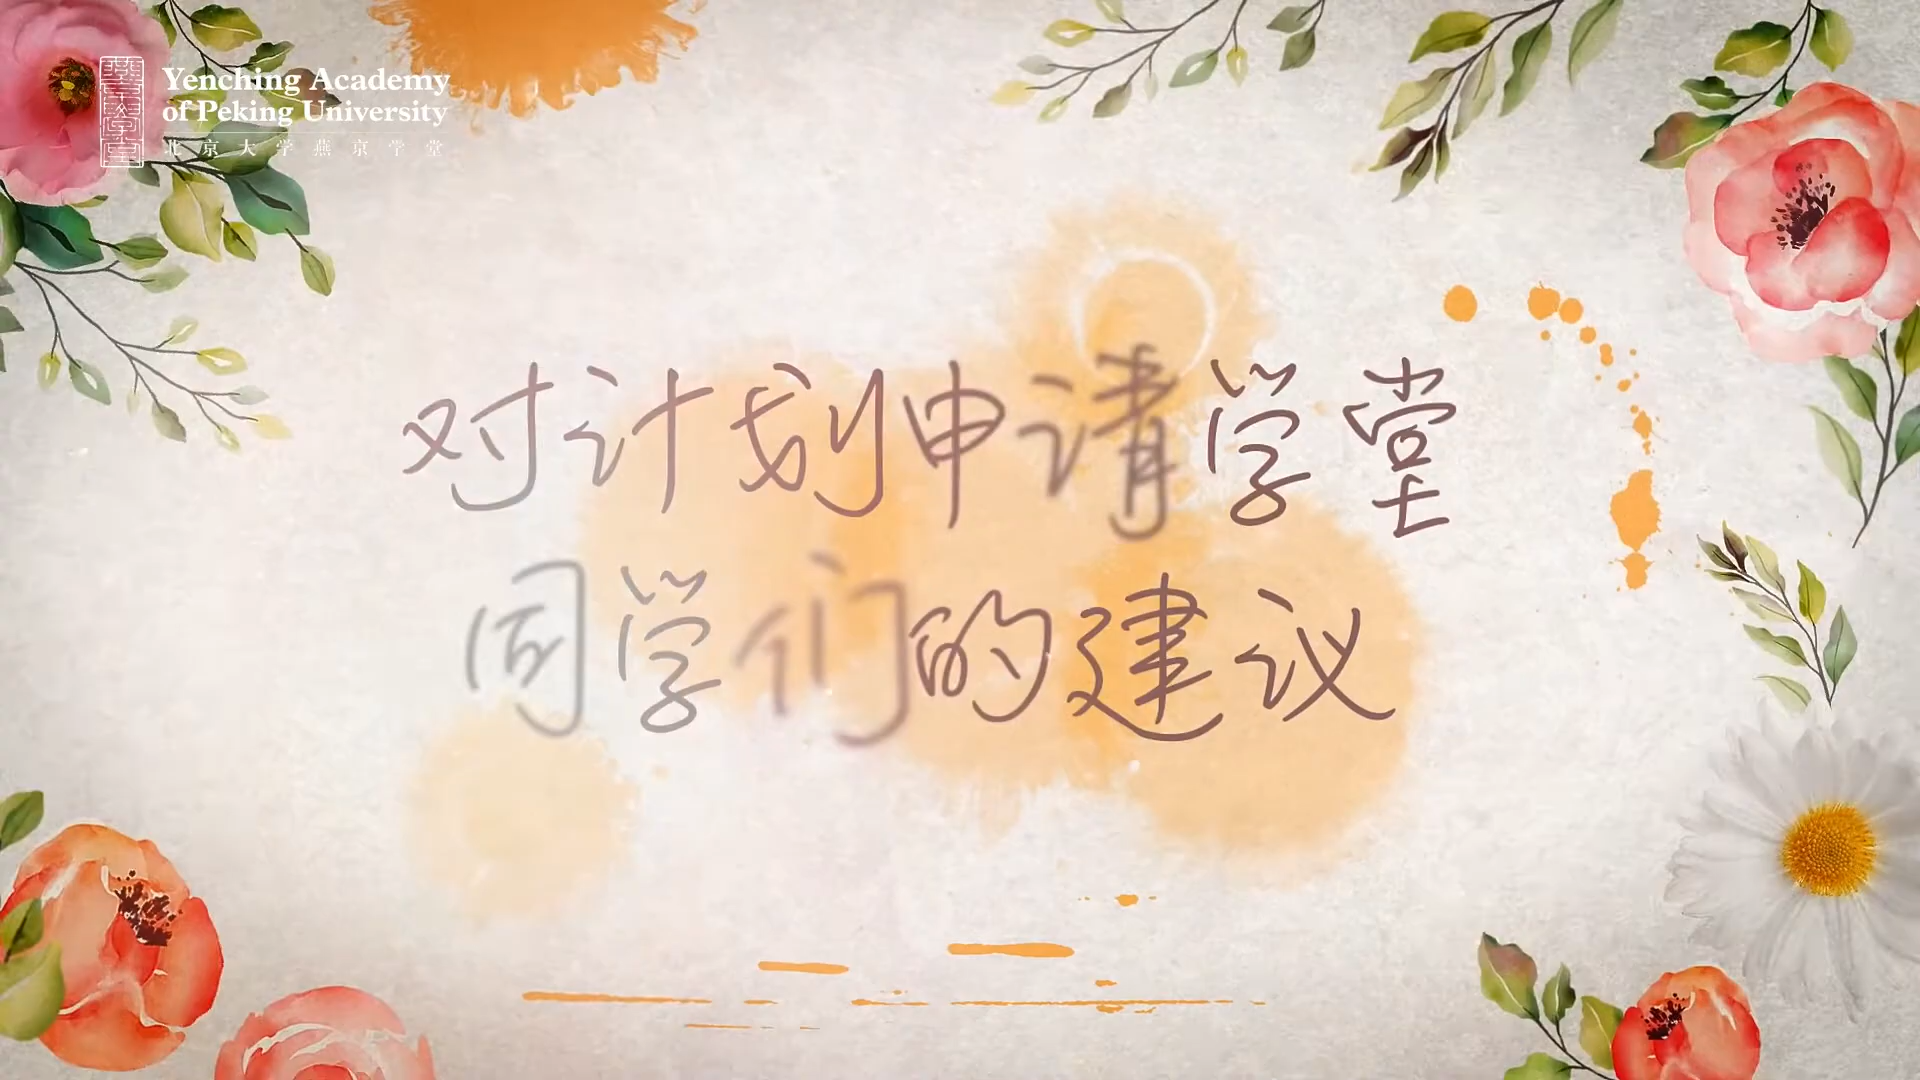 Yenching Academy
of Peking University
北京大学燕京学堂
对计划申请学堂
同学们的建议